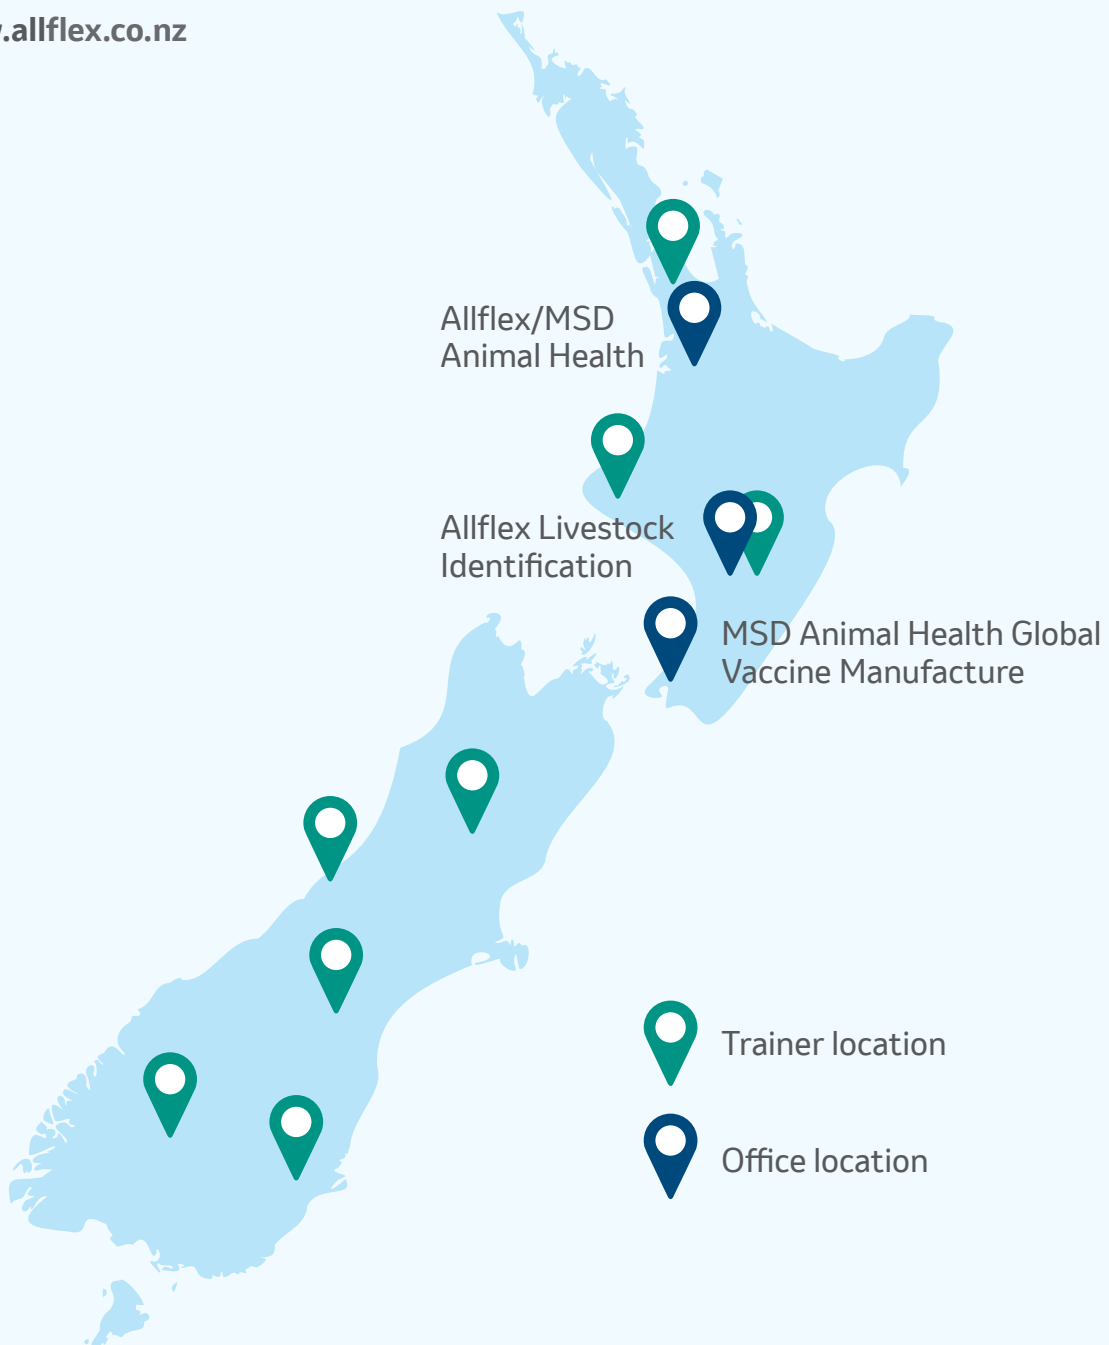 .allflex.co.nz
Allflex/MSD
Animal Health
Allflex Livestock
Identification
MSD Animal Health Global
Vaccine Manufacture
Trainer location
Office location